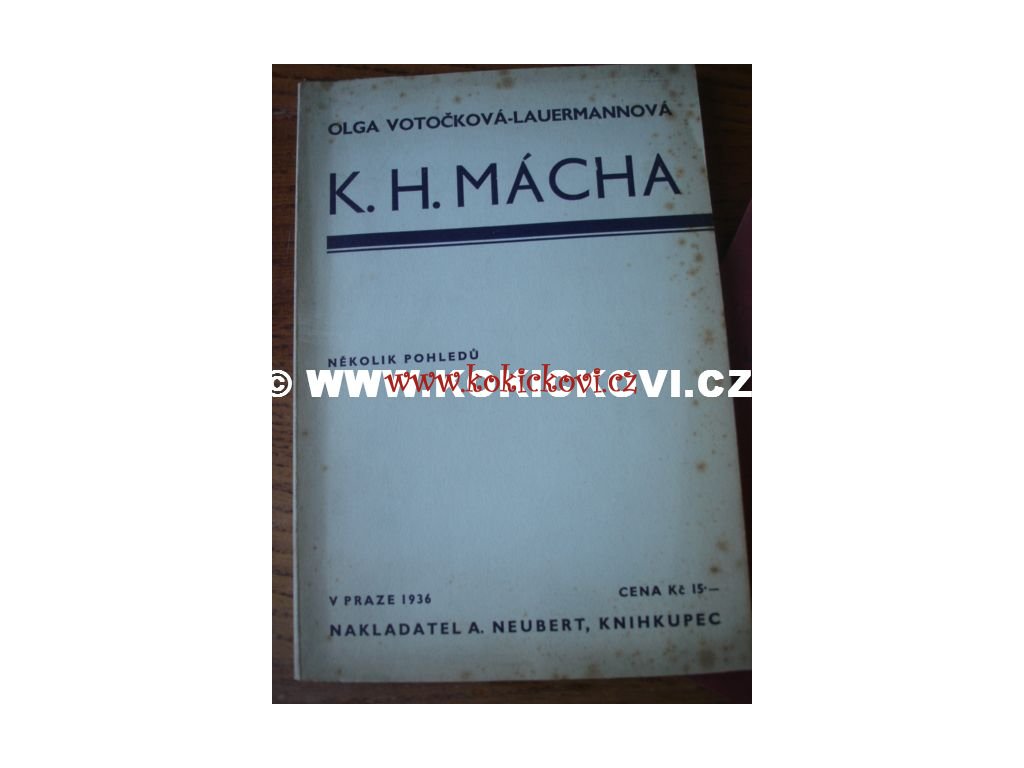 OLGA VOTOČKOVÁ-LAUERMANNOVÁ
K. H. MÁCHA
NĚKOLIK POHLEDŮ
© WWW.KOKICKOVI.CZ
www.kokickovi.cz
V PRAZE 1936 CENA Kč 15·—
NAKLADATEL A. NEUBERT, KNIHKUPEC